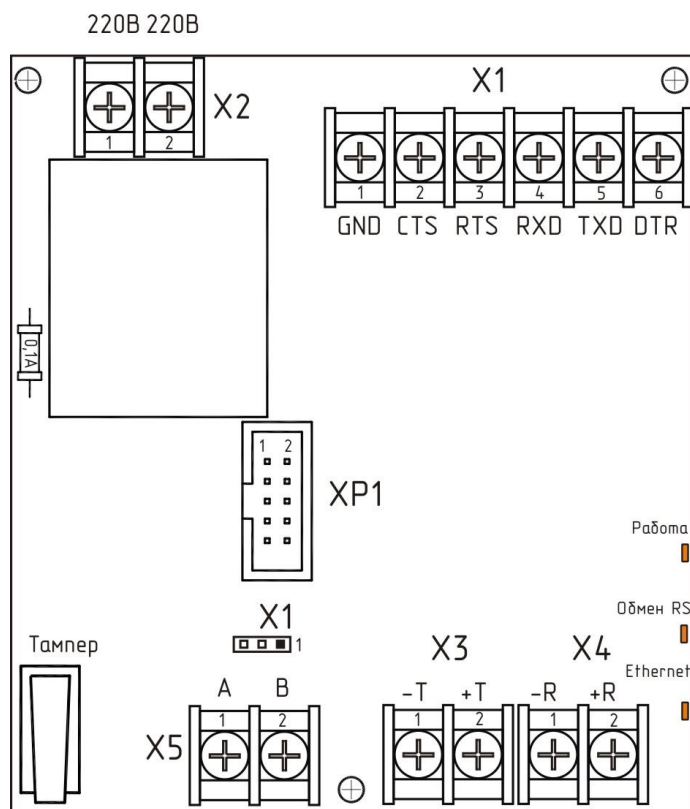 220В 220В
X2
1 2
X1
1 2 3 4 5 6
GND CTS RTS RXD TXD DTR
0,1А
1 2
XP1
Работа
Обмен RS
Ethernet
X1
1
Тампер
A B
X5
1 2
X3
-T +T
1 2
X4
-R +R
1 2